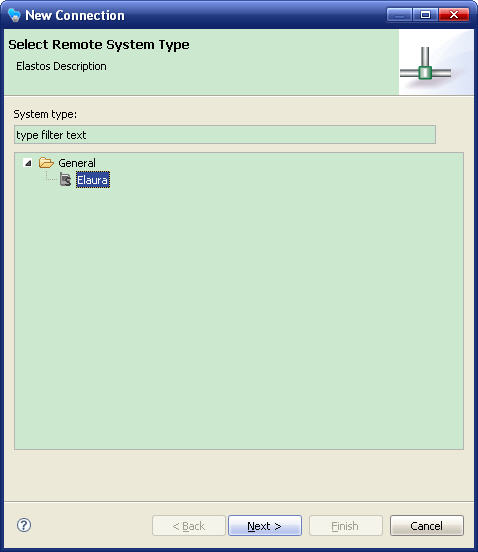 New Connection
Select Remote System Type
Elastos Description
System type:
type filter text
General
Elaura
< Back
Next >
Finish
Cancel